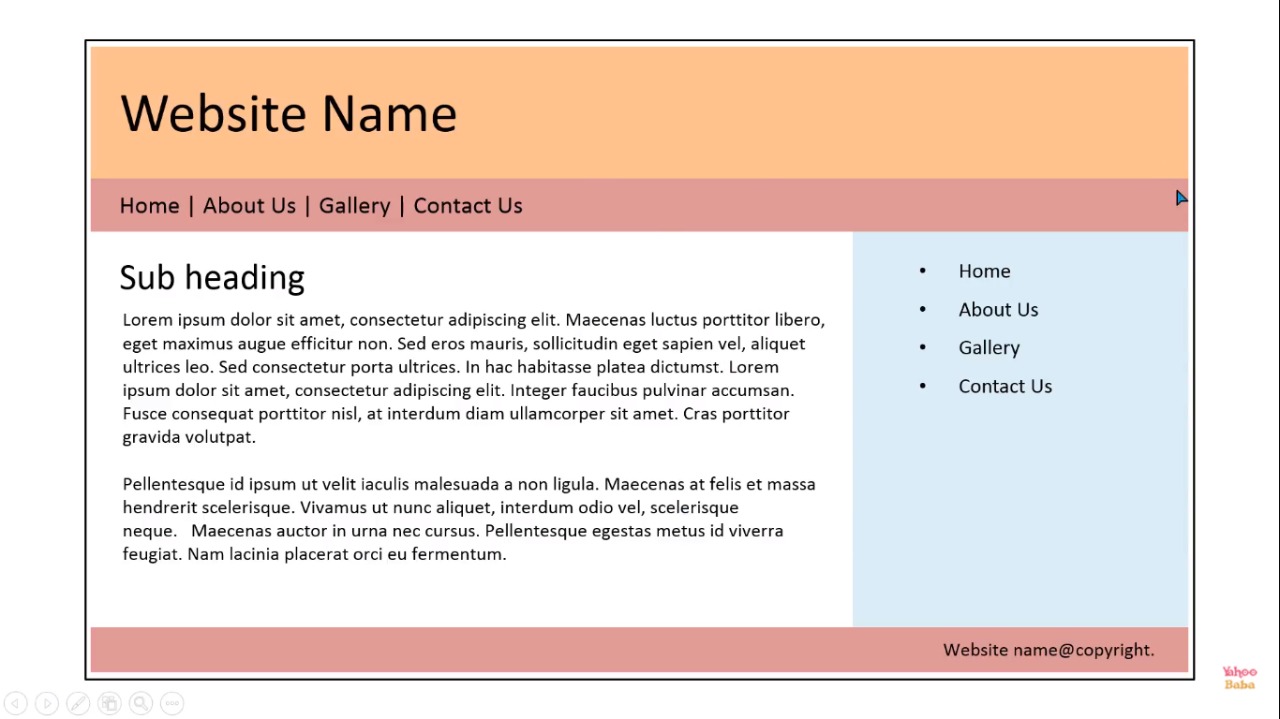 Website Name
Home | About Us | Gallery | Contact Us
Sub heading
Lorem ipsum dolor sit amet, consectetur adipiscing elit. Maecenas luctus porttitor libero,
eget maximus augue efficitur non. Sed eros mauris, sollicitudin eget sapien vel, aliquet
ultrices leo. Sed consectetur porta ultrices. In hac habitasse platea dictumst. Lorem
ipsum dolor sit amet, consectetur adipiscing elit. Integer faucibus pulvinar accumsan.
Fusce consequat porttitor nisl, at interdum diam ullamcorper sit amet. Cras porttitor
gravida volutpat.
Pellentesque id ipsum ut velit iaculis malesuada a non ligula. Maecenas at felis et massa
hendrerit scelerisque. Vivamus ut nunc aliquet, interdum odio vel, scelerisque
neque.   Maecenas auctor in urna nec cursus. Pellentesque egestas metus id viverra
feugiat. Nam lacinia placerat orci eu fermentum.
• Home
• About Us
• Gallery
• Contact Us
Website name@copyright.
Yahoo
Baba